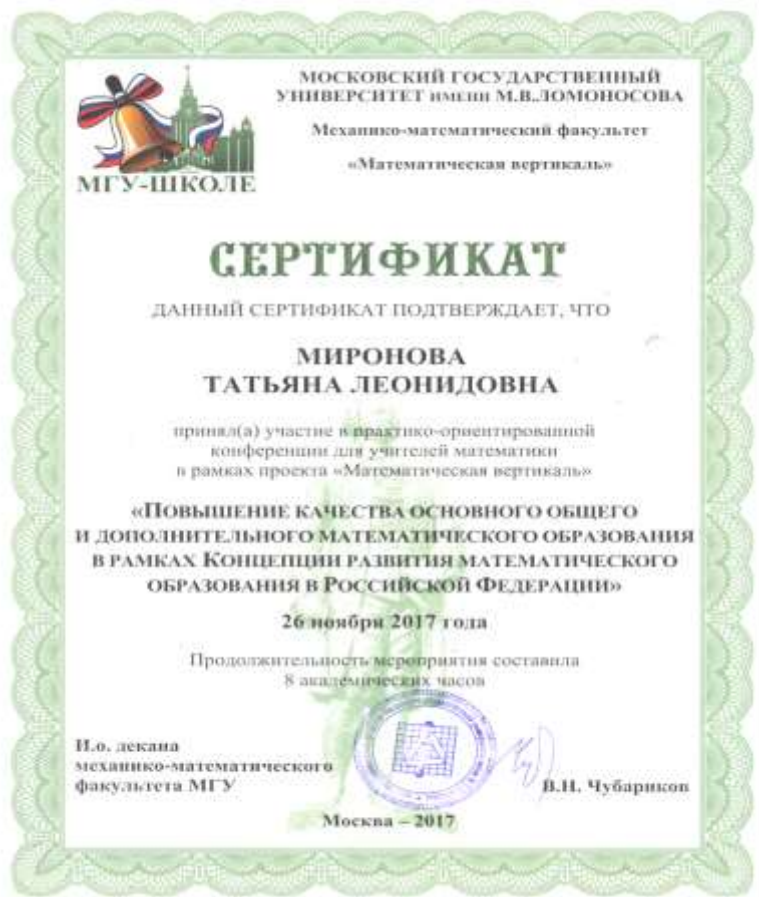 МОСКОВСКИЙ ГОСУДАРСТВЕННЫЙ
УНИВЕРСИТЕТ ИМЕНИ М.В.ЛОМОНОСОВА
Механико-математический факультет
«Математическая вертикаль»
МГУ-ШКОЛЕ
СЕРТИФИКАТ
ДАННЫЙ СЕРТИФИКАТ ПОДТВЕРЖДАЕТ, ЧТО
МИРОНОВА
ТАТЬЯНА ЛЕОНИДОВНА
принял(а) участие в практико-ориентированной
конференции для учителей математики
в рамках проекта «Математическая вертикаль»
«ПОВЫШЕНИЕ КАЧЕСТВА ОСНОВНОГО ОБЩЕГО
И ДОПОЛНИТЕЛЬНОГО МАТЕМАТИЧЕСКОГО ОБРАЗОВАНИЯ
В РАМКАХ КОНЦЕПЦИИ РАЗВИТИЯ МАТЕМАТИЧЕСКОГО
ОБРАЗОВАНИЯ В РОССИЙСКОЙ ФЕДЕРАЦИИ»
26 ноября 2017 года
Продолжительность мероприятия составила
8 академических часов
И.о. декана
механико-математического
факультета МГУ
В.Н. Чубариков
Москва – 2017